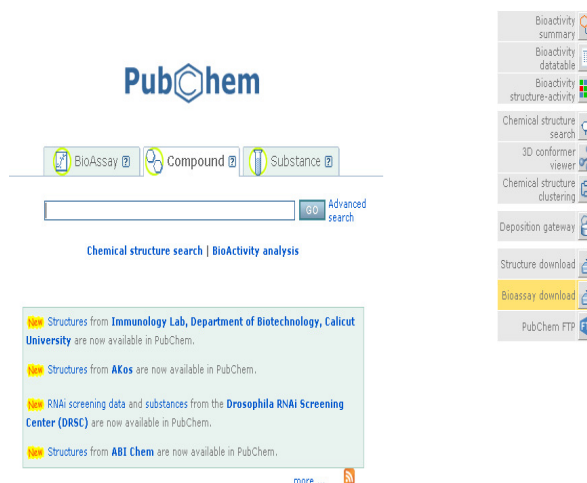 PubChem
BioAssay ? Compound ? Substance ?
GO Advanced
search
Chemical structure search | BioActivity analysis
New Structures from Immunology Lab, Department of Biotechnology, Calicut
University are now available in PubChem.
New Structures from AKos are now available in PubChem.
New RNAi screening data and substances from the Drosophila RNAi Screening
Center (DRSC) are now available in PubChem.
New Structures from ABI Chem are now available in PubChem.
more ...
Bioactivity
summary
Bioactivity
datatable
Bioactivity
structure-activity
Chemical structure
search
3D conformer
viewer
Chemical structure
clustering
Deposition gateway
Structure download
Bioassay download
PubChem FTP